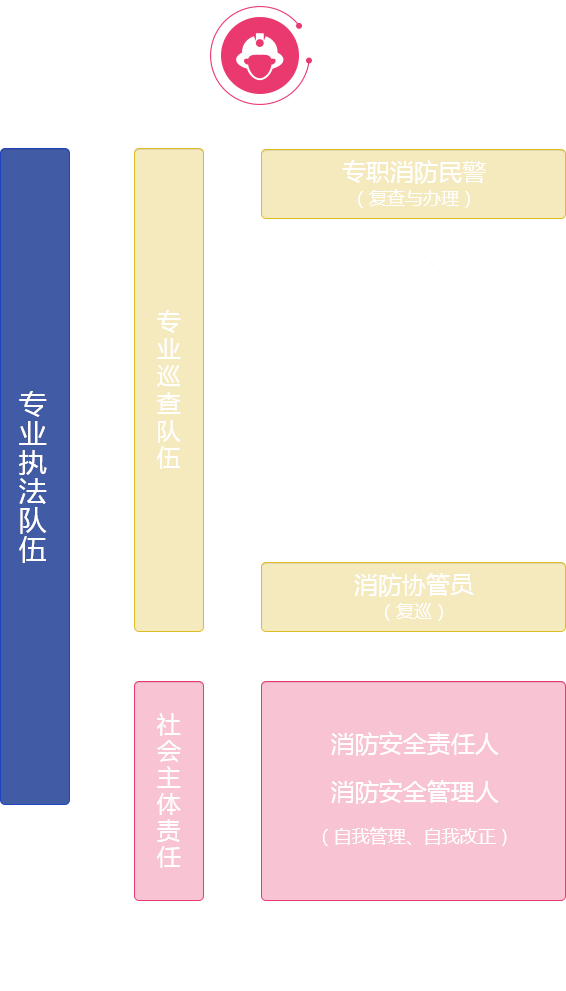 专业执法队伍
专业巡查队伍
专职消防民警
（复查与办理）
消防协管员
（复巡）
社会主体责任
消防安全责任人
消防安全管理人
（自我管理、自我改正）